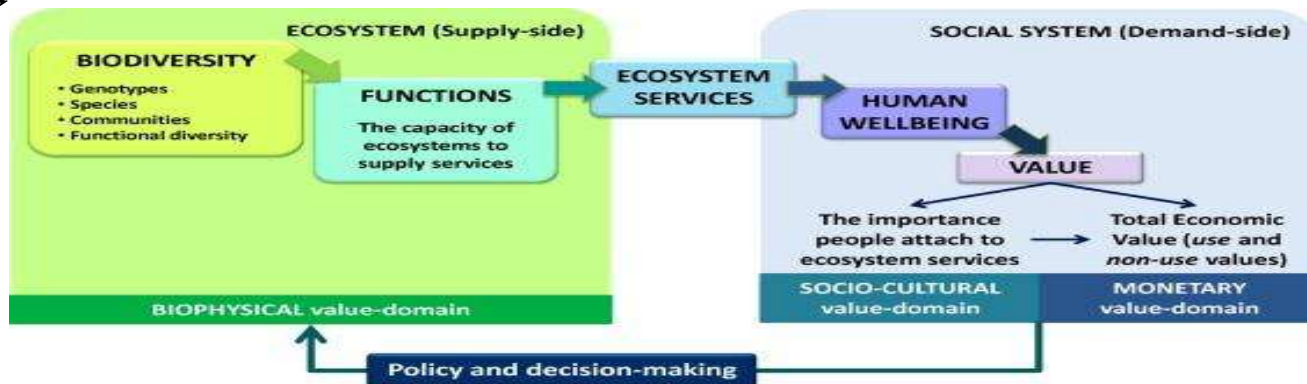 ECOSYSTEM (Supply-side)
BIODIVERSITY
• Genotypes
• Species
• Communities
• Functional diversity
FUNCTIONS
The capacity of
ecosystems to
supply services
BIOPHYSICAL value-domain
ECOSYSTEM
SERVICES
SOCIAL SYSTEM (Demand-side)
HUMAN
WELLBEING
VALUE
The importance
people attach to
ecosystem services
Total Economic
Value (use and
non-use values)
SOCIO-CULTURAL
value-domain
MONETARY
value-domain
Policy and decision-making